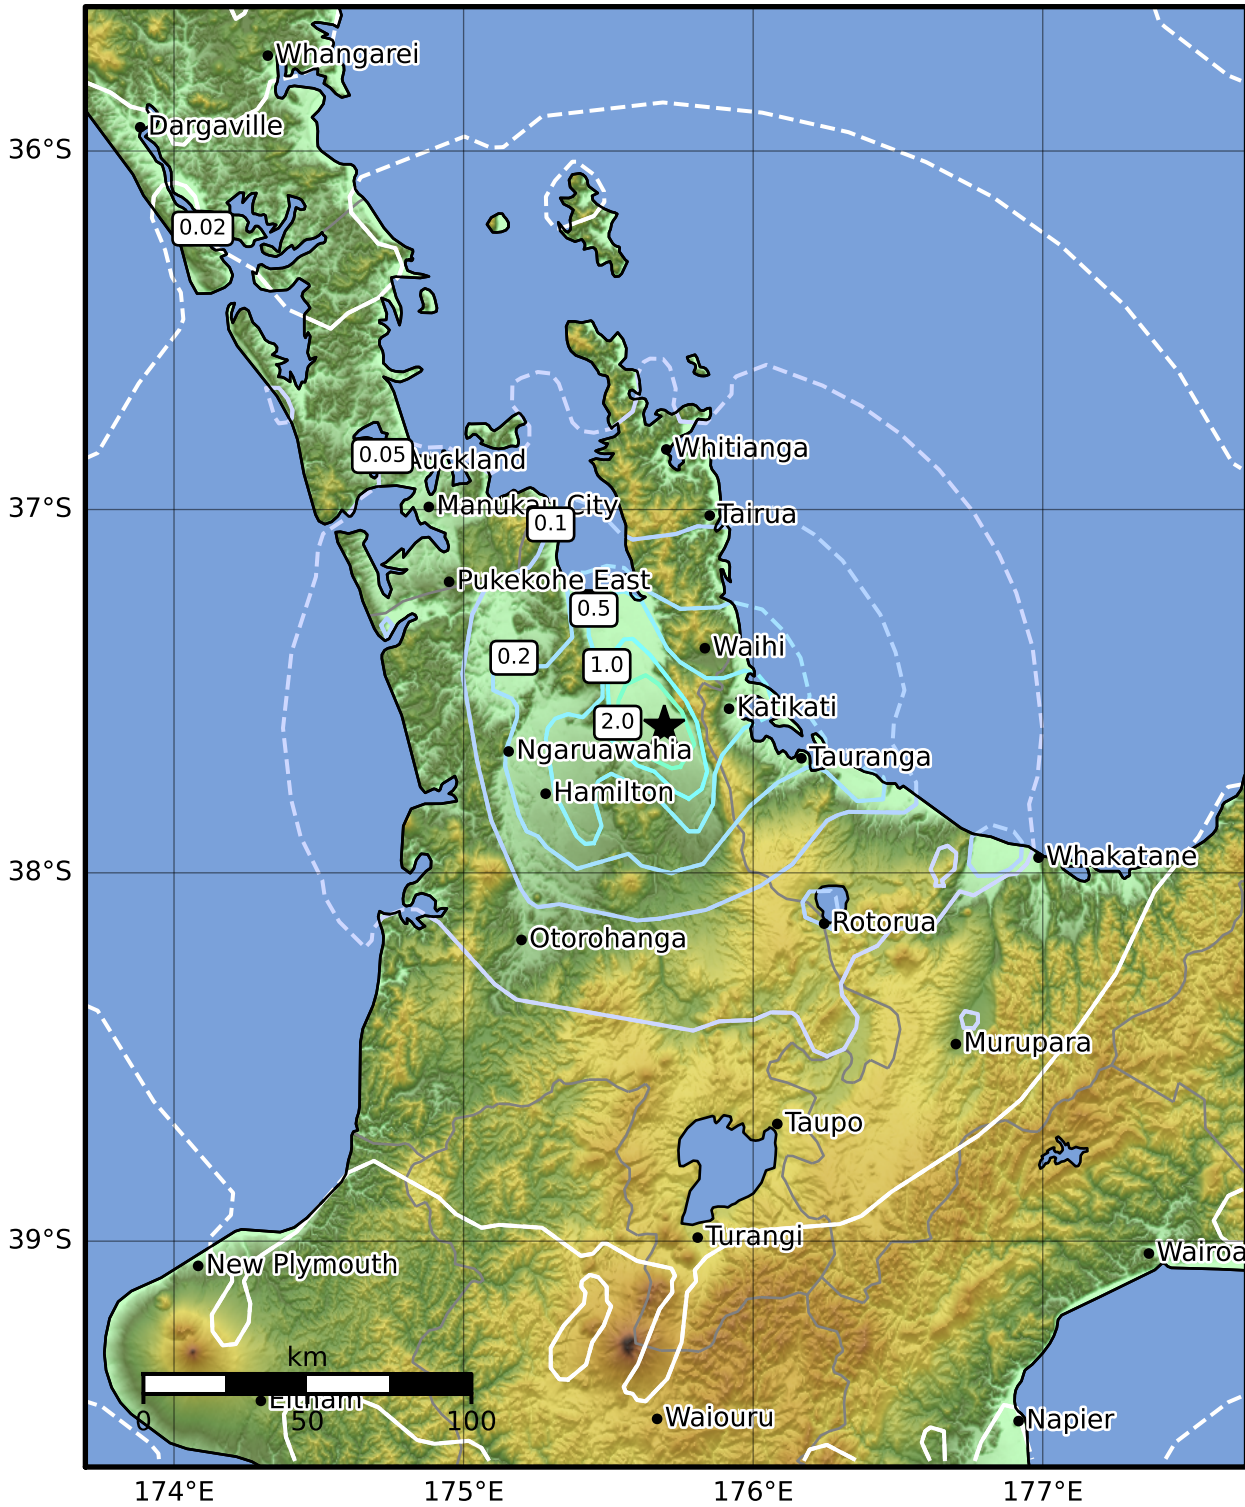 Whangarei
Dargaville
36°S
0.02
Whitianga
0.05
Auckland
Manukau City
37°S
Tairua
0.1
Pukekohe East
0.5
Waihi
0.2
1.0
Katikati
2.0
Ngaruawahia
Tauranga
Hamilton
Whakatane
38°S
Rotorua
Otorohanga
Murupara
Taupo
39°S
Turangi
Wairoa
New Plymouth
km
Eltham
0
50
100
Waiouru
Napier
174°E
175°E
176°E
177°E